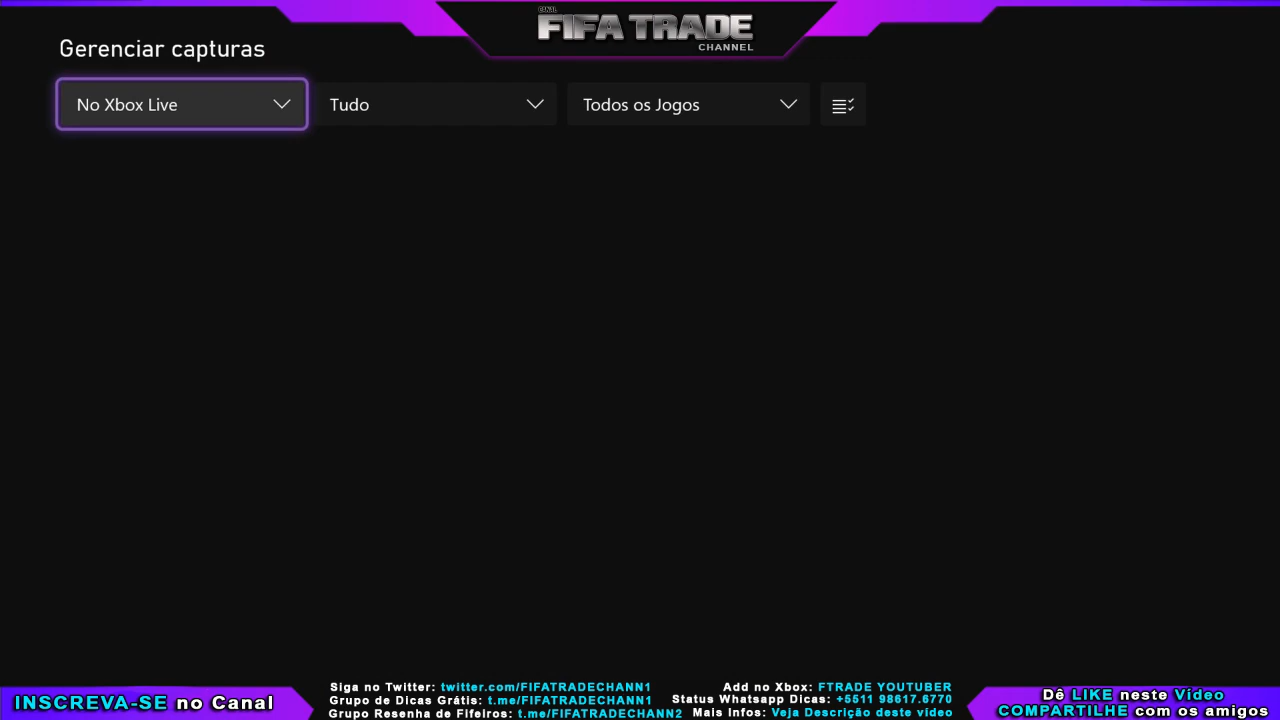 CANAL
FIFA TRADE
CHANNEL
Gerenciar capturas
No Xbox Live
Tudo
Todos os Jogos
INSCREVA-SE no Canal
Siga no Twitter: twitter.com/FIFATRADECHANN1
Grupo de Dicas Grátis: t.me/FIFATRADECHANN1
Grupo Resenha de Fifeiros: t.me/FIFATRADECHANN2
Add no Xbox: FTRADE YOUTUBER
Status Whatsapp Dicas: +5511 98617.6770
Mais Infos: Veja Descrição deste vídeo
Dê LIKE neste Vídeo
COMPARTILHE com os amigos